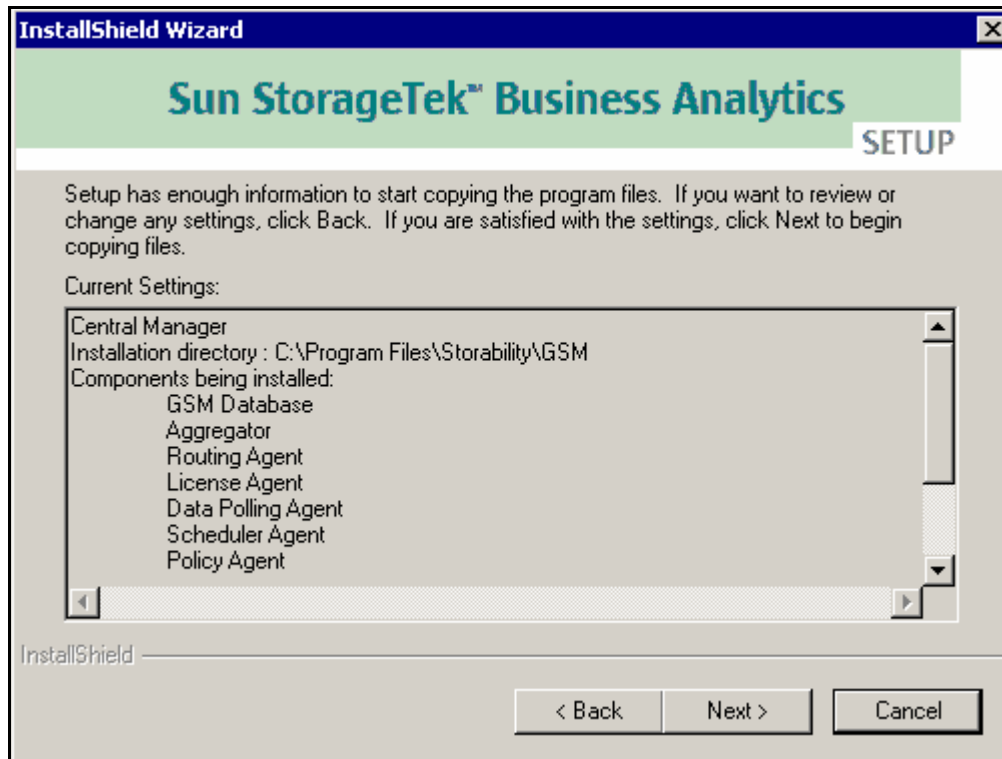 InstallShield Wizard
Sun StorageTek™ Business Analytics
SETUP
Setup has enough information to start copying the program files.  If you want to review or
change any settings, click Back.  If you are satisfied with the settings, click Next to begin
copying files.
Current Settings:
Central Manager
Installation directory : C:\Program Files\Storability\GSM
Components being installed:
GSM Database
Aggregator
Routing Agent
License Agent
Data Polling Agent
Scheduler Agent
Policy Agent
InstallShield
< Back
Next >
Cancel